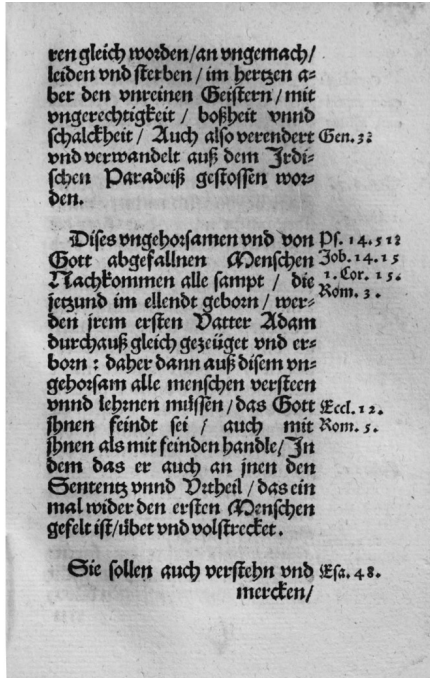 ren gleich worden/an vngemach/
leiden vnd sterben/im hertzen a⸗
ber den vnreinen Geistern/mit
vngerechtigkeit / boßheit vnnd
schalckheit/ Auch also verendert Gen. 3.
vnd verwandelt auß dem Irdi⸗
schen Paradeiß gestossen wor⸗
den.
Dises vngehorsamen vnd von Ps. 14. 51
Gott abgefallnen Menschen Job. 14. 15
Nachkommen alle sampt / die 1. Cor. 15.
jetzund im ellendt geborn/wer⸗ Rom. 3.
den jrem ersten Vatter Adam
durchauß gleich gezeüget vnd er⸗
born : daher dann auß disem vn⸗
gehorsam alle menschen versteen
vnnd lehrnen müssen/das Gott Eccl. 12.
jhnen feindt sei / auch mit Rom. 5.
jhnen als mit feinden handle/In
dem das er auch an jnen den
Sententz vnnd Vrtheil/das ein
mal wider den ersten Menschen
gefelt ist/übet vnd volstrecket.
Sie sollen auch verstehn vnd Esa. 48.
mercken/